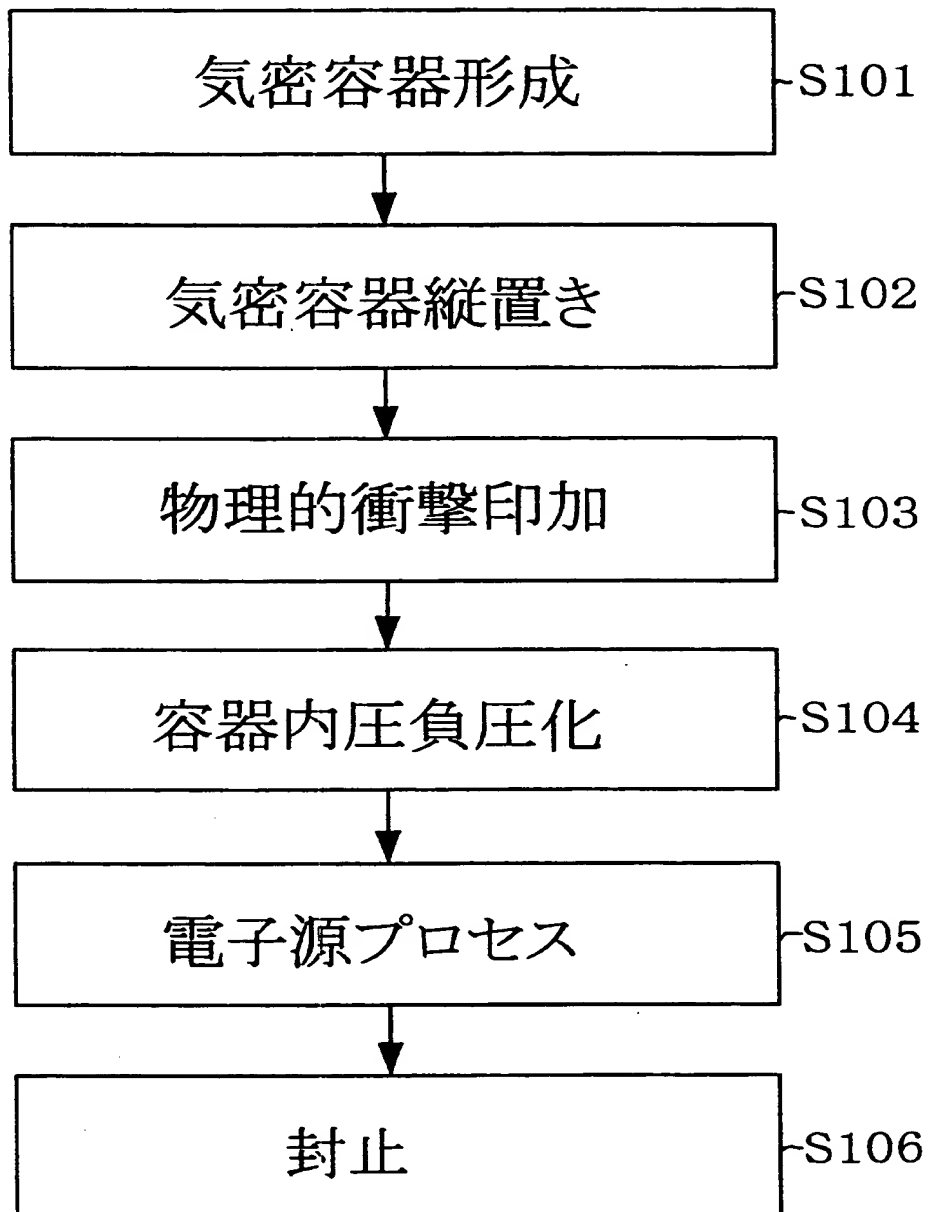 気密容器形成 S101
気密容器縦置き S102
物理的衝撃印加 S103
容器内圧負圧化 S104
電子源プロセス S105
封止 S106